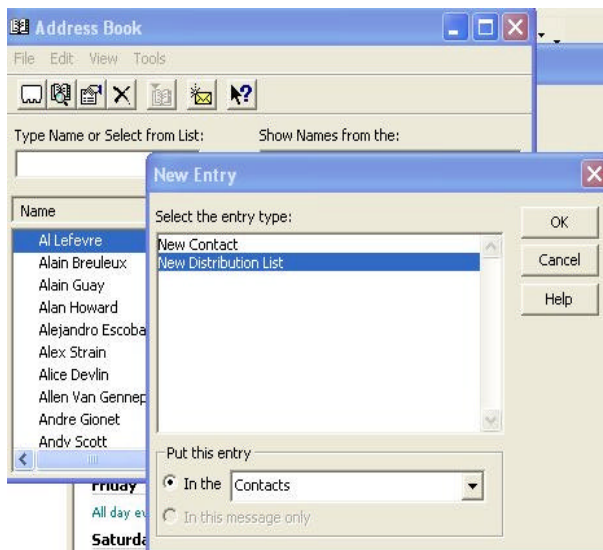 Address Book
File Edit View Tools
Type Name or Select from List: Show Names from the:
New Entry
Name
Select the entry type:
OK
Cancel
Help
New Contact
New Distribution List
Al Lefevre
Alain Breuleux
Alain Guay
Alan Howard
Alejandro Escoba
Alex Strain
Alice Devlin
Allen Van Gennep
Andre Gionet
Andy Scott
Put this entry
In the Contacts
In this message only
Friday
All day ev
Saturda